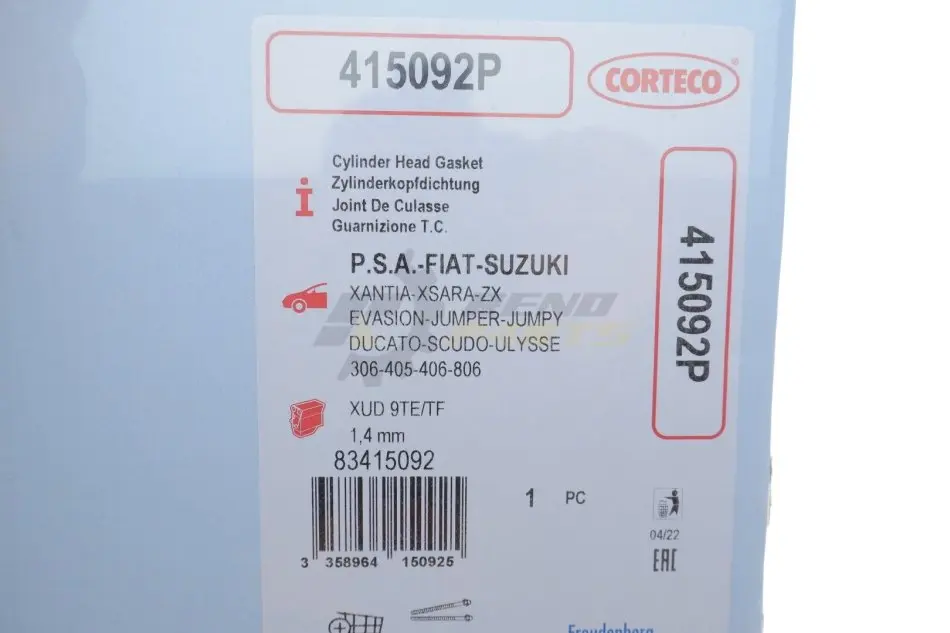 415092P
CORTECO®
Cylinder Head Gasket
Zylinderkopfdichtung
Joint De Culasse
Guarnizione T.C.
P.S.A.-FIAT-SUZUKI
XANTIA-XSARA-ZX
EVASION-JUMPER-JUMPY
DUCATO-SCUDO-ULYSSE
306-405-406-806
415092P
XUD 9TE/TF
1,4 mm
83415092
1 PC
3 358964 150925
04/22
EAC
Freudenberg